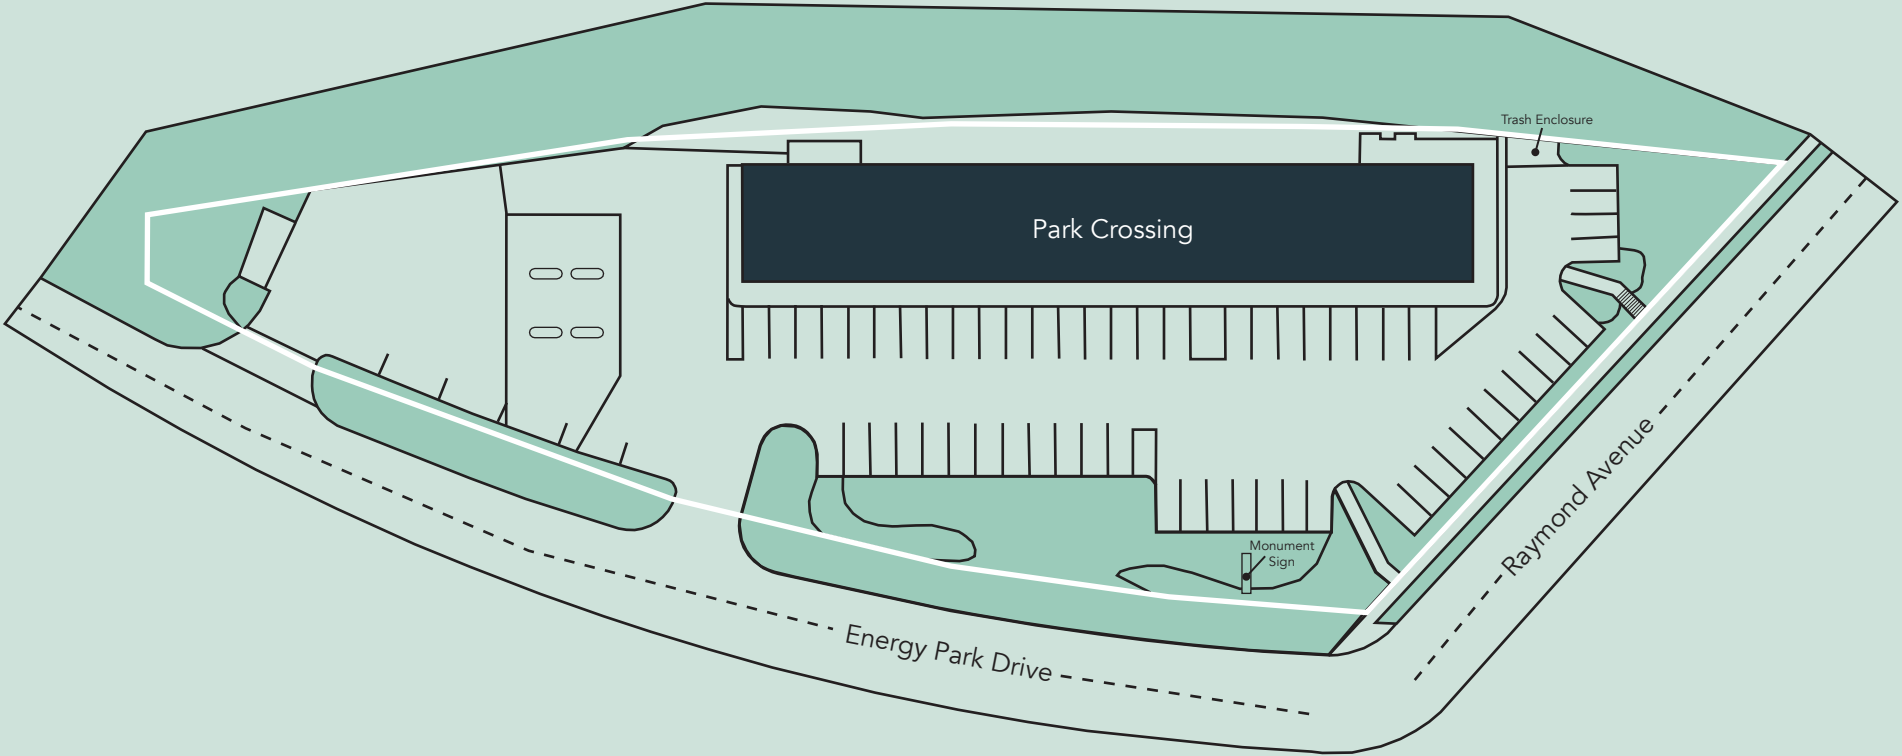 Trash Enclosure
Park Crossing
Raymond Avenue
Monument
Sign
Energy Park Drive